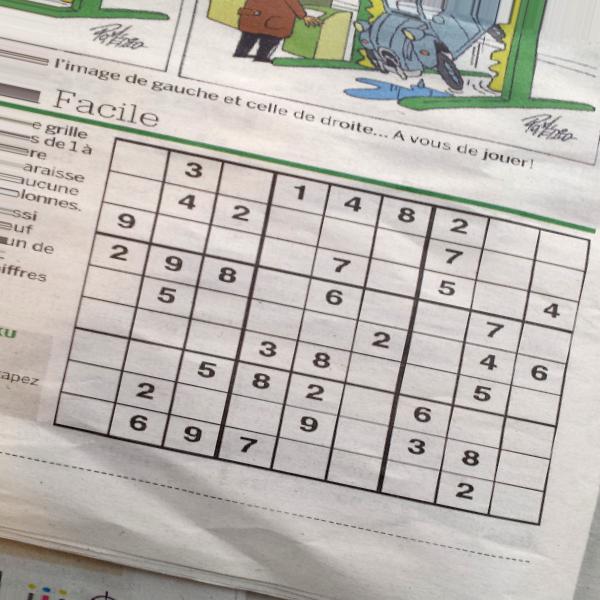 l'image de gauche et celle de droite... A vous de jouer!
Facile
e grille
s de 1 à
re
araisse
aucune
lonnes.
ssi
euf
un de
iffres
ku
apez
3 1 4 8 2
4 2 7
9 7 5 4
2 9 8 6 7
5 2 4 6
3 8 5
5 8 2 6
2 9 3 8
6 9 7 2